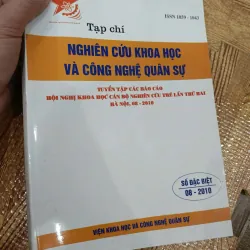 ISSN 1859 - 1043
Tạp chí
NGHIÊN CỨU KHOA HỌC
VÀ CÔNG NGHỆ QUÂN SỰ
TUYỂN TẬP CÁC BÁO CÁO
HỘI NGHỊ KHOA HỌC CÁN BỘ NGHIÊN CỨU TRẺ LẦN THỨ HAI
HÀ NỘI, 08 - 2018
SỐ ĐẶC BIỆT
08 - 2018
VIỆN KHOA HỌC VÀ CÔNG NGHỆ QUÂN SỰ